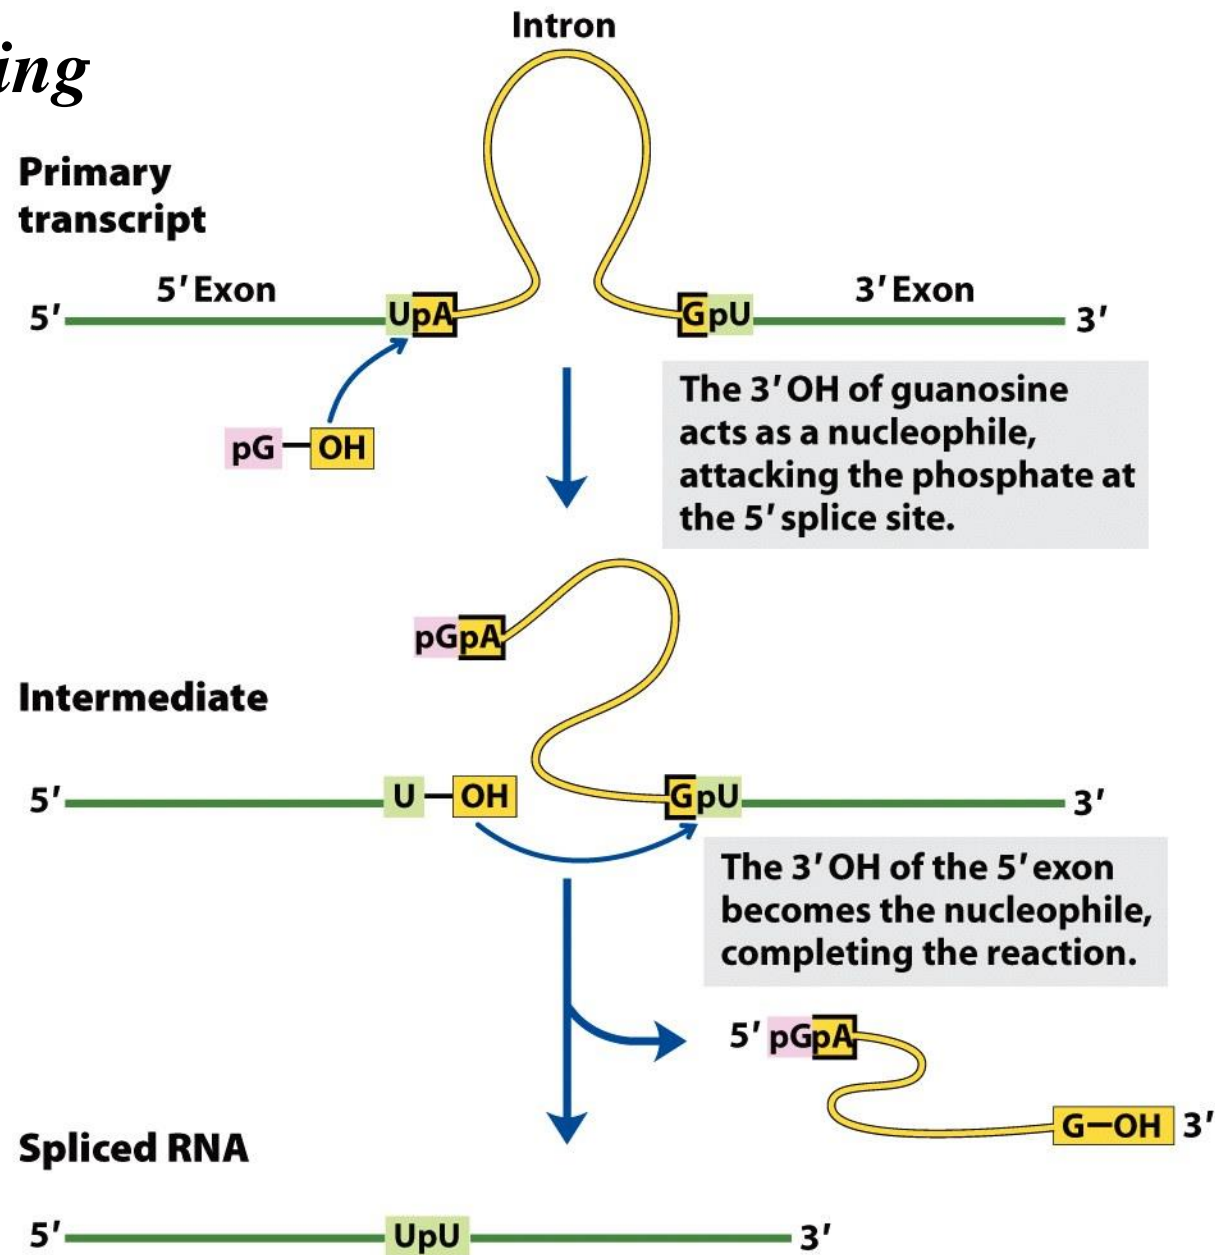 ing
Intron
Primary
transcript
5′ Exon
3′ Exon
5′ UpA GpU 3′
pG—OH
The 3′ OH of guanosine
acts as a nucleophile,
attacking the phosphate at
the 5′ splice site.
pGpA
Intermediate
5′ U—OH GpU 3′
The 3′ OH of the 5′ exon
becomes the nucleophile,
completing the reaction.
5′ pGpA
G—OH 3′
Spliced RNA
5′ UpU 3′